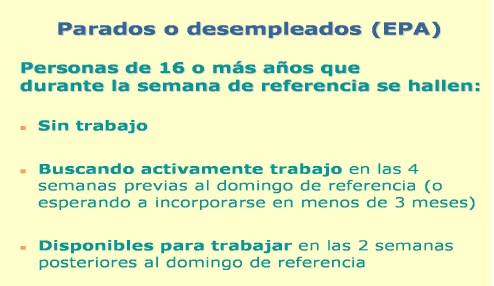 Parados o desempleados (EPA)
Personas de 16 o más años que
durante la semana de referencia se hallen:
Sin trabajo
Buscando activamente trabajo en las 4
semanas previas al domingo de referencia (o
esperando a incorporarse en menos de 3 meses)
Disponibles para trabajar en las 2 semanas
posteriores al domingo de referencia